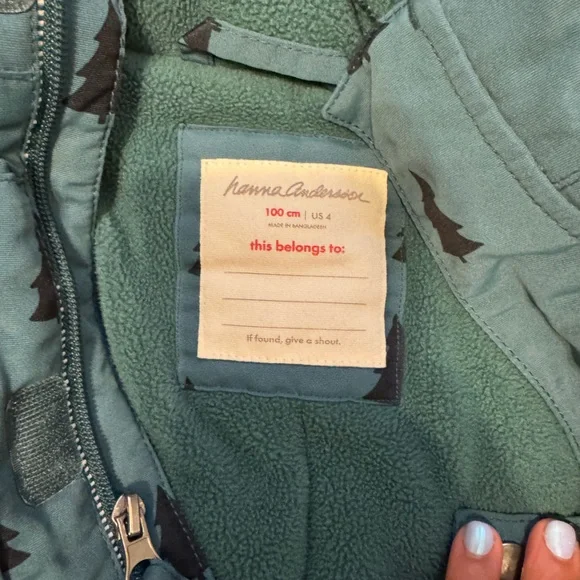 hanna andersson
100 cm | US 4
MADE IN BANGLADESH
this belongs to:
If found, give a shout.